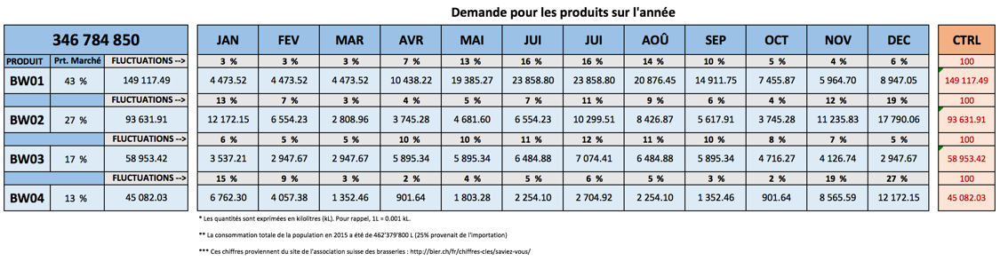 Demande pour les produits sur l'année
346 784 850 JAN FEV MAR AVR MAI JUI JUI AOÛ SEP OCT NOV DEC CTRL
PRODUIT Prt. Marché FLUCTUATIONS --> 3 % 3 % 3 % 7 % 13 % 16 % 16 % 14 % 10 % 5 % 4 % 6 % 100
BW01 43 % 149 117.49 4 473.52 4 473.52 4 473.52 10 438.22 19 385.27 23 858.80 23 858.80 20 876.45 14 911.75 7 455.87 5 964.70 8 947.05 149 117.49
FLUCTUATIONS --> 13 % 7 % 3 % 4 % 5 % 7 % 11 % 9 % 6 % 4 % 12 % 19 % 100
BW02 27 % 93 631.91 12 172.15 6 554.23 2 808.96 3 745.28 4 681.60 6 554.23 10 299.51 8 426.87 5 617.91 3 745.28 11 235.83 17 790.06 93 631.91
FLUCTUATIONS --> 6 % 5 % 5 % 10 % 10 % 11 % 12 % 11 % 10 % 8 % 7 % 5 % 100
BW03 17 % 58 953.42 3 537.21 2 947.67 2 947.67 5 895.34 5 895.34 6 484.88 7 074.41 6 484.88 5 895.34 4 716.27 4 126.74 2 947.67 58 953.42
FLUCTUATIONS --> 15 % 9 % 3 % 2 % 4 % 5 % 6 % 5 % 3 % 2 % 19 % 27 % 100
BW04 13 % 45 082.03 6 762.30 4 057.38 1 352.46 901.64 1 803.28 2 254.10 2 704.92 2 254.10 1 352.46 901.64 8 565.59 12 172.15 45 082.03
* Les quantités sont exprimées en kilolitres (kL). Pour rappel, 1L = 0.001 kL.
** La consommation totale de la population en 2015 a été de 462'379'800 L (25% provenait de l'importation)
*** Ces chiffres proviennent du site de l'association suisse des brasseries : http://bier.ch/fr/chiffres-cles/saviez-vous/